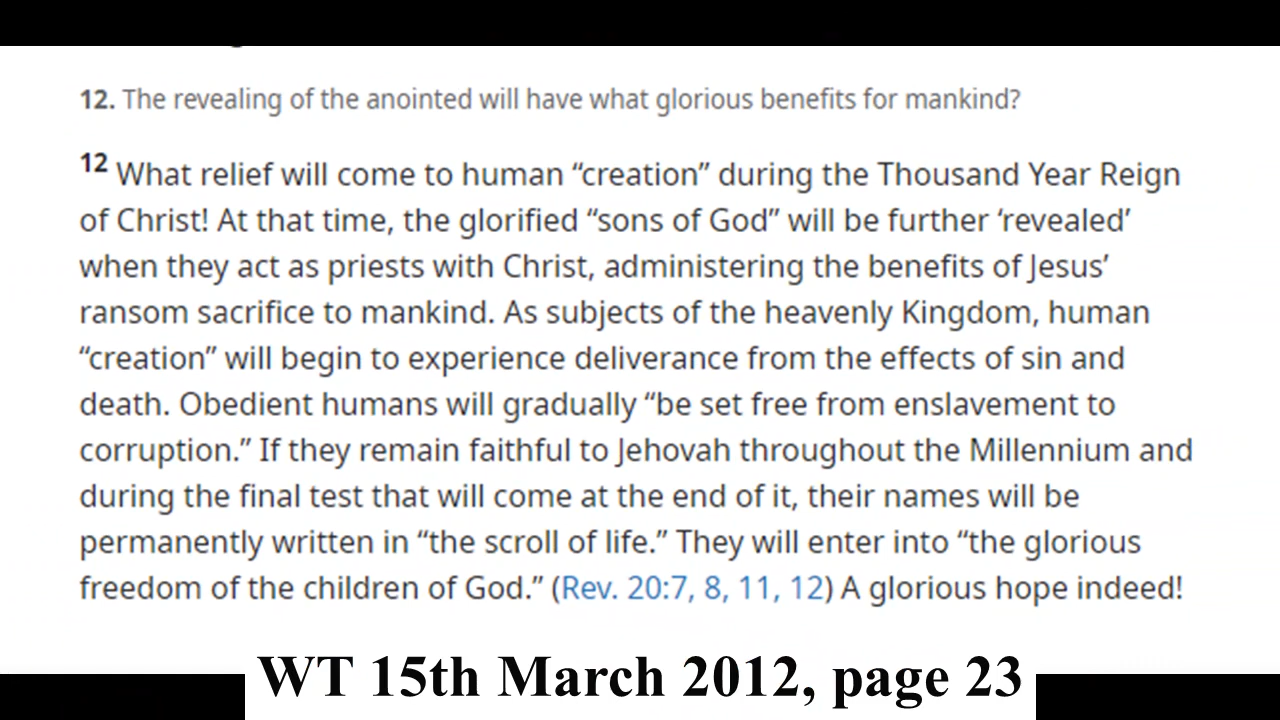 12. The revealing of the anointed will have what glorious benefits for mankind?
12 What relief will come to human “creation” during the Thousand Year Reign
of Christ! At that time, the glorified “sons of God” will be further ‘revealed’
when they act as priests with Christ, administering the benefits of Jesus’
ransom sacrifice to mankind. As subjects of the heavenly Kingdom, human
“creation” will begin to experience deliverance from the effects of sin and
death. Obedient humans will gradually “be set free from enslavement to
corruption.” If they remain faithful to Jehovah throughout the Millennium and
during the final test that will come at the end of it, their names will be
permanently written in “the scroll of life.” They will enter into “the glorious
freedom of the children of God.” (Rev. 20:7, 8, 11, 12) A glorious hope indeed!
WT 15th March 2012, page 23